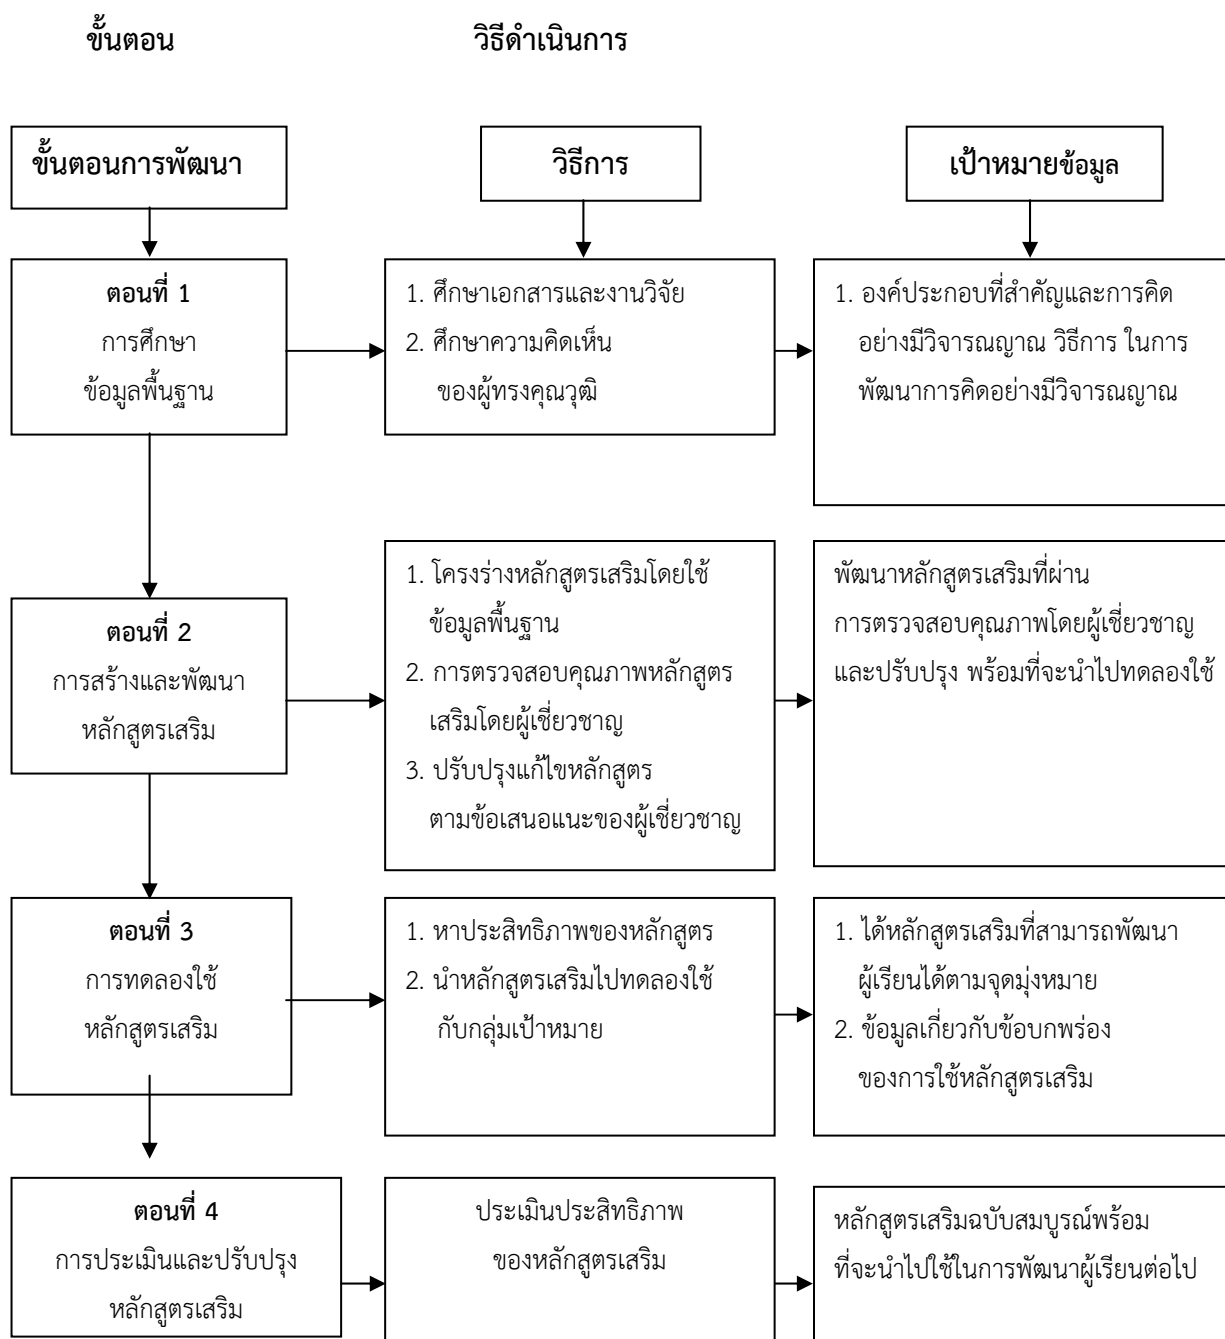 ขั้นตอน
วิธีดำเนินการ
ขั้นตอนการพัฒนา
วิธีการ
เป้าหมายข้อมูล
ตอนที่ 1
การศึกษา
ข้อมูลพื้นฐาน
1. ศึกษาเอกสารและงานวิจัย
2. ศึกษาความคิดเห็น
ของผู้ทรงคุณวุฒิ
1. องค์ประกอบที่สำคัญและการคิด
อย่างมีวิจารณญาณ วิธีการ ในการ
พัฒนาการคิดอย่างมีวิจารณญาณ
ตอนที่ 2
การสร้างและพัฒนา
หลักสูตรเสริม
1. โครงร่างหลักสูตรเสริมโดยใช้
ข้อมูลพื้นฐาน
2. การตรวจสอบคุณภาพหลักสูตร
เสริมโดยผู้เชี่ยวชาญ
3. ปรับปรุงแก้ไขหลักสูตร
ตามข้อเสนอแนะของผู้เชี่ยวชาญ
พัฒนาหลักสูตรเสริมที่ผ่าน
การตรวจสอบคุณภาพโดยผู้เชี่ยวชาญ
และปรับปรุง พร้อมที่จะนำไปทดลองใช้
ตอนที่ 3
การทดลองใช้
หลักสูตรเสริม
1. หาประสิทธิภาพของหลักสูตร
2. นำหลักสูตรเสริมไปทดลองใช้
กับกลุ่มเป้าหมาย
1. ได้หลักสูตรเสริมที่สามารถพัฒนา
ผู้เรียนได้ตามจุดมุ่งหมาย
2. ข้อมูลเกี่ยวกับข้อบกพร่อง
ของการใช้หลักสูตรเสริม
ตอนที่ 4
การประเมินและปรับปรุง
หลักสูตรเสริม
ประเมินประสิทธิภาพ
ของหลักสูตรเสริม
หลักสูตรเสริมฉบับสมบูรณ์พร้อม
ที่จะนำไปใช้ในการพัฒนาผู้เรียนต่อไป